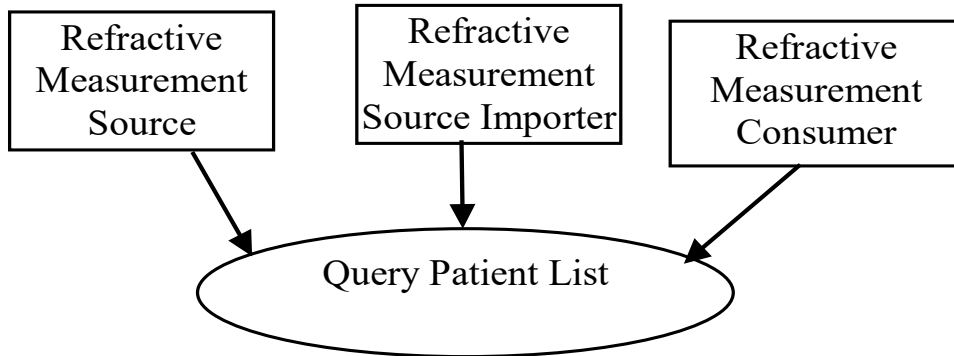 Refractive
Measurement
Source
Refractive
Measurement
Source Importer
Refractive
Measurement
Consumer
Query Patient List